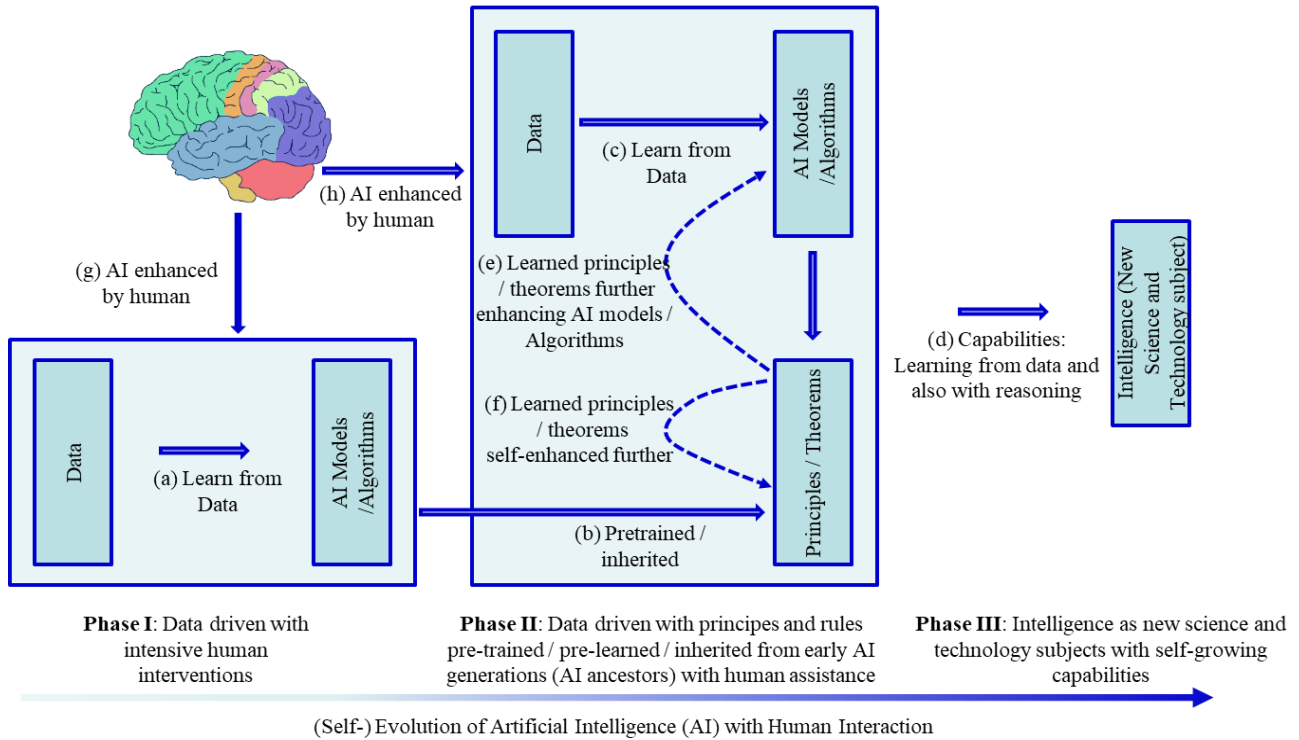 Data
(c) Learn from
Data
AI Models
/Algorithms
(h) AI enhanced
by human
(g) AI enhanced
by human
(e) Learned principles
/ theorems further
enhancing AI models /
Algorithms
(f) Learned principles
/ theorems
self-enhanced further
Principles / Theorems
(d) Capabilities:
Learning from data and
also with reasoning
Intelligence (New
Science and
Technology subject)
Data
(a) Learn from
Data
AI Models
/Algorithms
(b) Pretrained /
inherited
Phase I: Data driven with
intensive human
interventions
Phase II: Data driven with principes and rules
pre-trained / pre-learned / inherited from early AI
generations (AI ancestors) with human assistance
Phase III: Intelligence as new science and
technology subjects with self-growing
capabilities
(Self-) Evolution of Artificial Intelligence (AI) with Human Interaction